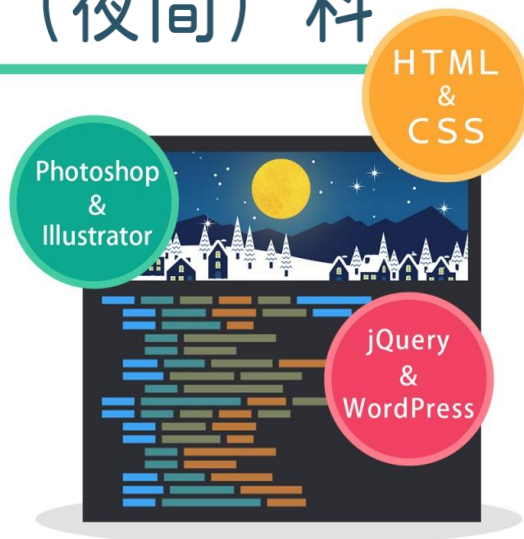 （夜間）科
HTML
&
CSS
Photoshop
&
Illustrator
jQuery
&
WordPress